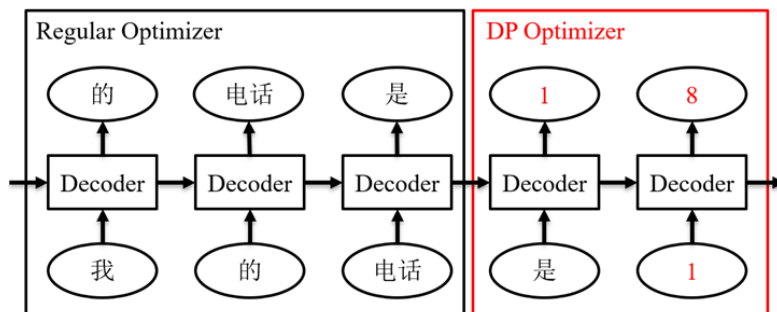 Regular Optimizer
DP Optimizer
的 电话 是 1 8
Decoder Decoder Decoder Decoder Decoder
我 的 电话 是 1